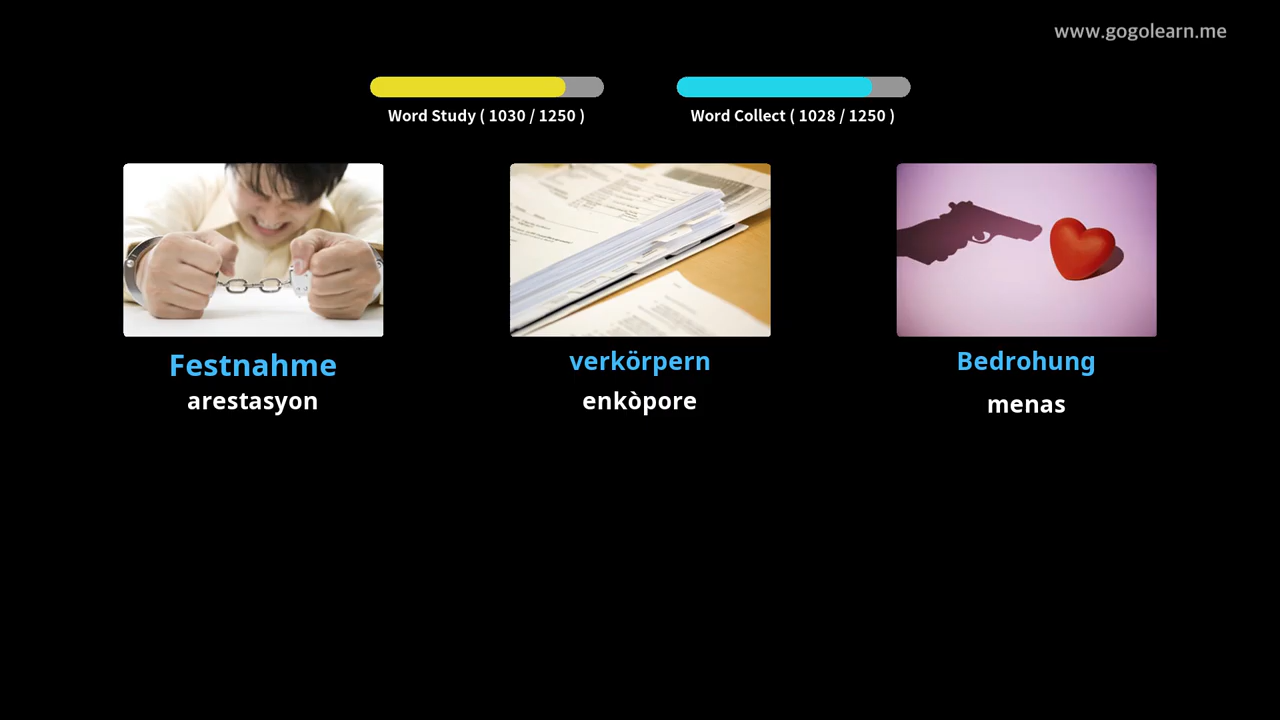 www.gogolearn.me
Word Study ( 1030 / 1250 )
Word Collect ( 1028 / 1250 )
Festnahme
arestasyon
verkörpern
enkòpore
Bedrohung
menas